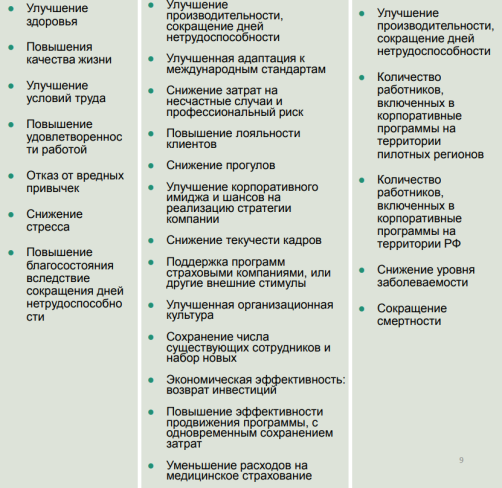 Улучшение
здоровья
Повышения
качества жизни
Улучшение
условий труда
Повышение
удовлетвореннос
ти работой
Отказ от вредных
привычек
Снижение
стресса
Повышение
благосостояния
вследствие
сокращения дней
нетрудоспособно
сти
Улучшение
производительности,
сокращение дней
нетрудоспособности
Улучшенная адаптация к
международным стандартам
Снижение затрат на
несчастные случаи и
профессиональный риск
Повышение лояльности
клиентов
Снижение прогулов
Улучшение корпоративного
имиджа и шансов на
реализацию стратегии
компании
Снижение текучести кадров
Поддержка программ
страховыми компаниями, или
другие внешние стимулы
Улучшенная организационная
культура
Сохранение числа
существующих сотрудников и
набор новых
Экономическая эффективность:
возврат инвестиций
Повышение эффективности
продвижения программы, с
одновременным сохранением
затрат
Уменьшение расходов на
медицинское страхование
Улучшение
производительности,
сокращение дней
нетрудоспособности
Количество
работников,
включенных в
корпоративные
программы на
территории
пилотных регионов
Количество
работников,
включенных в
корпоративные
программы на
территории РФ
Снижение уровня
заболеваемости
Сокращение
смертности
9